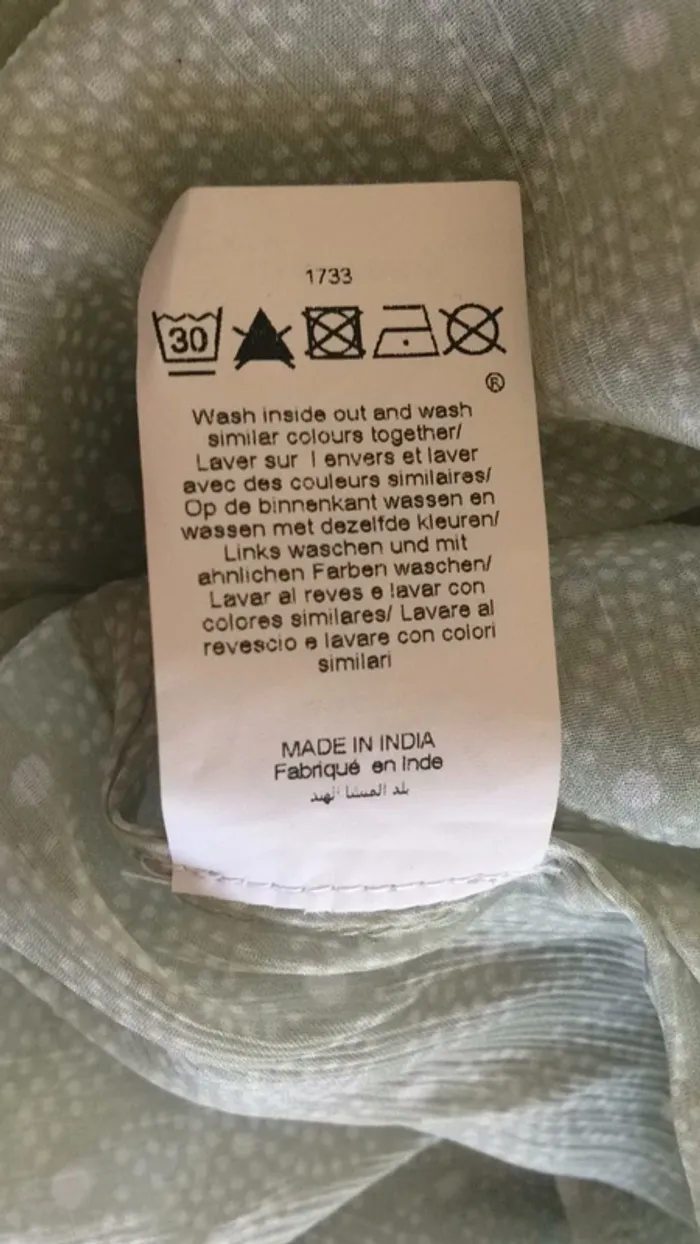 1733
30
®
Wash inside out and wash
similar colours together/
Laver sur l envers et laver
avec des couleurs similaires/
Op de binnenkant wassen en
wassen met dezelfde kleuren/
Links waschen und mit
ahnlichen Farben waschen/
Lavar al reves e lavar con
colores similares/ Lavare al
revescio e lavare con colori
similari
MADE IN INDIA
Fabriqué en Inde
بلد المنشأ الهند